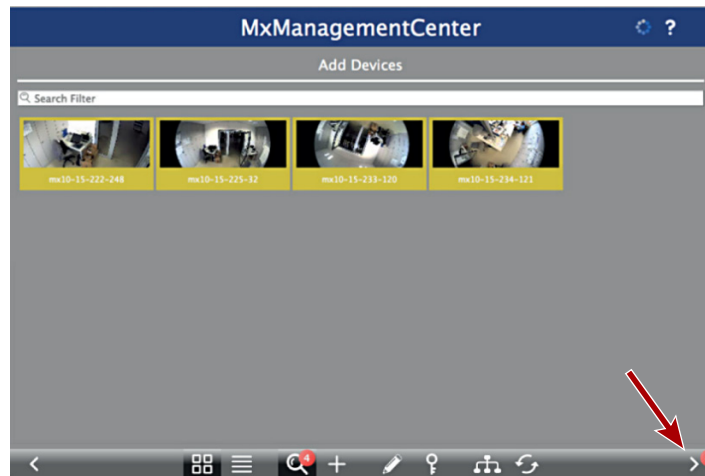 MxManagementCenter
?
Add Devices
Search Filter
mx10-15-222-248
mx10-15-225-32
mx10-15-233-120
mx10-15-234-121
4